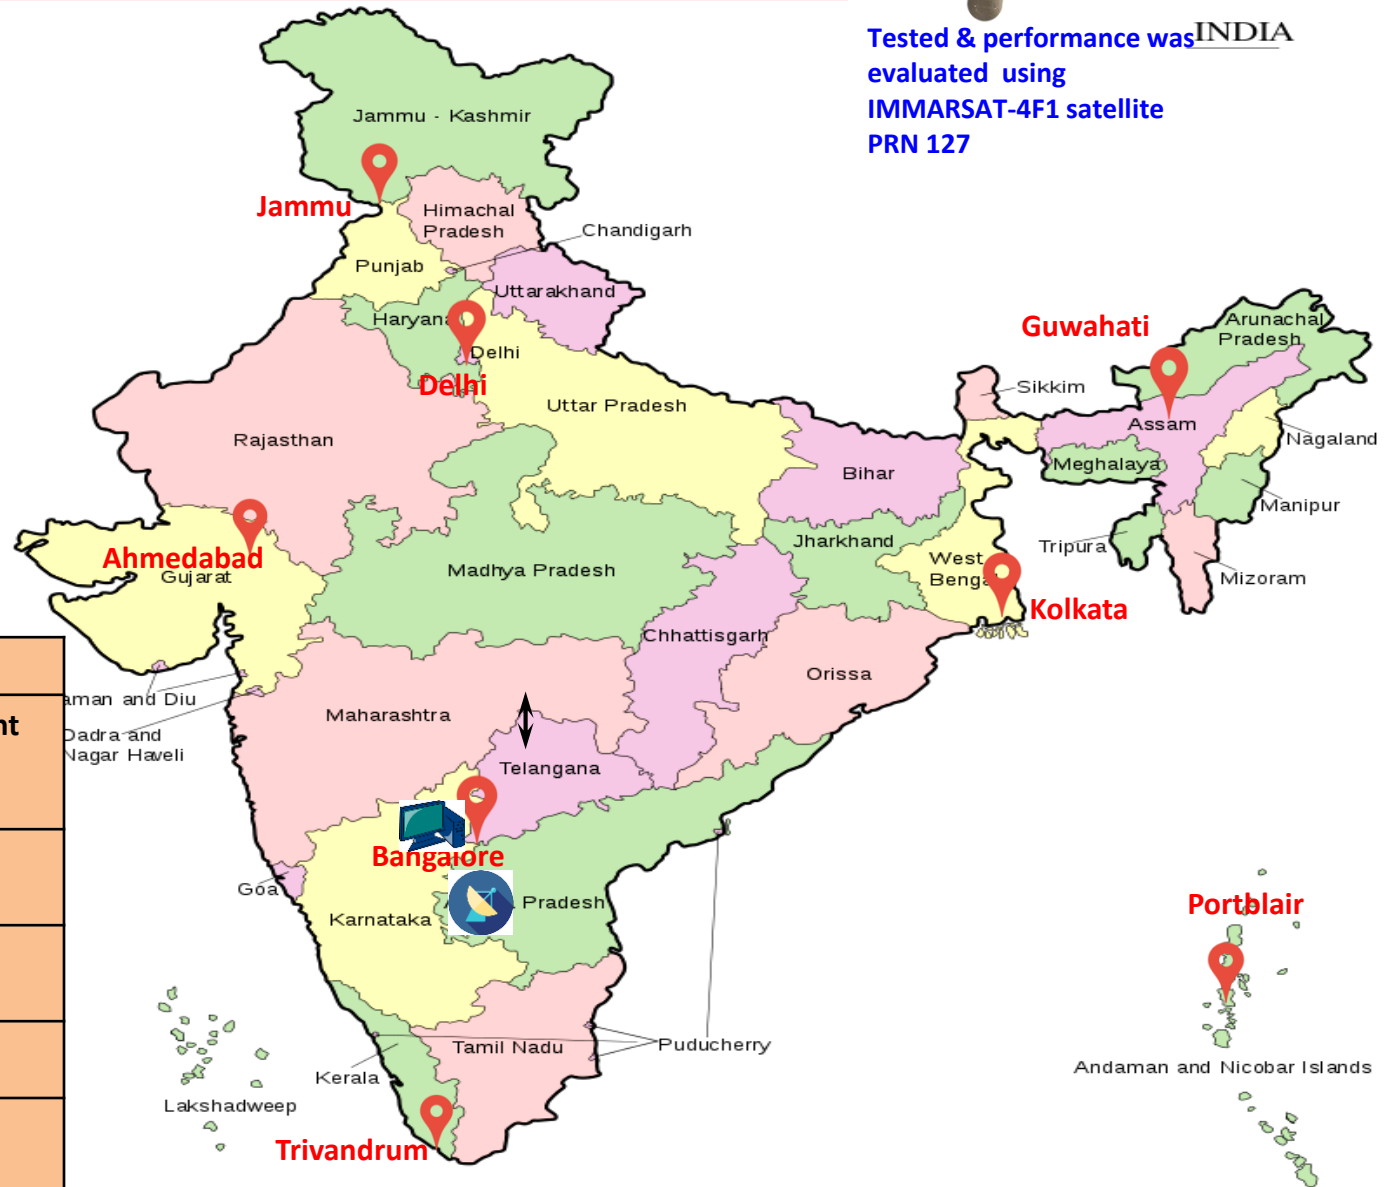 Tested & performance was
evaluated using
IMMARSAT-4F1 satellite
PRN 127
INDIA
Jammu - Kashmir
Jammu
Himachal
Pradesh
Chandigarh
Punjab
Uttarakhand
Haryana
Delhi
Delhi
Guwahati
Arunachal
Pradesh
Sikkim
Uttar Pradesh
Assam
Nagaland
Rajasthan
Bihar
Meghalaya
Manipur
Ahmedabad
Gujarat
Madhya Pradesh
Jharkhand
West
Bengal
Tripura
Mizoram
Kolkata
Chhattisgarh
Orissa
aman and Diu
Maharashtra
nt
Dadra and
Nagar Haveli
Telangana
Bangalore
Goa
Karnataka
Pradesh
Portblair
Puducherry
Tamil Nadu
Kerala
Andaman and Nicobar Islands
Lakshadweep
Trivandrum